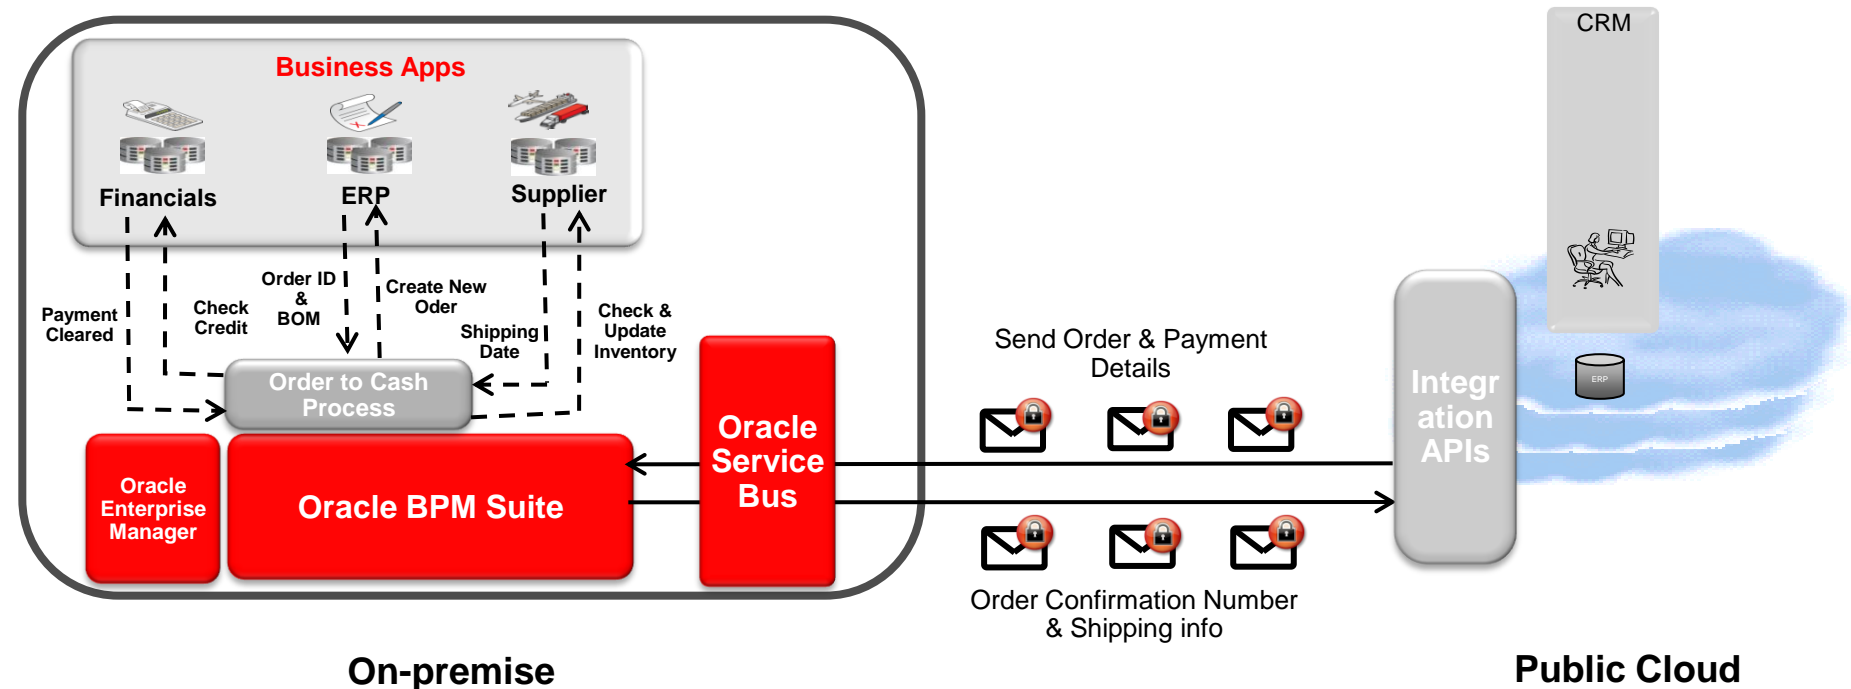 Business Apps
Financials
ERP
Supplier
Payment
Cleared
Check
Credit
Order ID
&
BOM
Create New
Oder
Shipping
Date
Check &
Update
Inventory
Order to Cash
Process
Oracle
Enterprise
Manager
Oracle BPM Suite
Oracle
Service
Bus
On-premise
Send Order & Payment
Details
Order Confirmation Number
& Shipping info
Integr
ation
APIs
CRM
ERP
Public Cloud